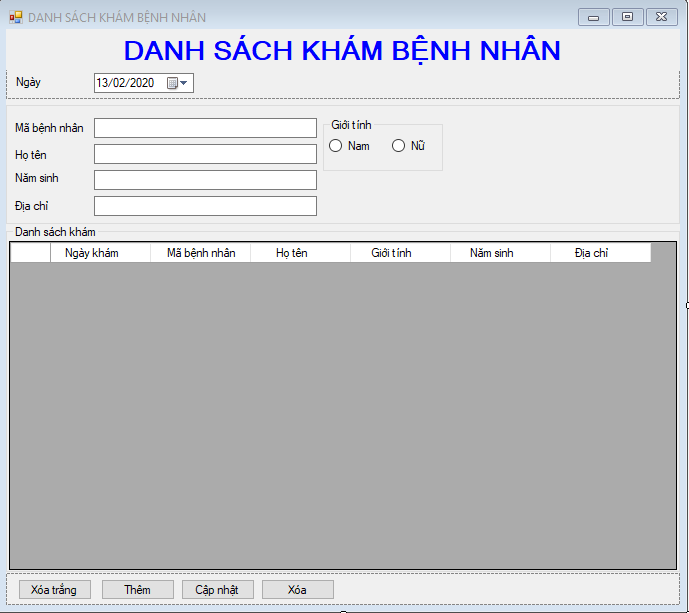 DANH SÁCH KHÁM BỆNH NHÂN
DANH SÁCH KHÁM BỆNH NHÂN
Ngày 13/02/2020
Mã bệnh nhân Giới tính
Nam Nữ
Họ tên
Năm sinh
Địa chỉ
Danh sách khám
Ngày khám Mã bệnh nhân Họ tên Giới tính Năm sinh Địa chỉ
Xóa trắng Thêm Cập nhật Xóa